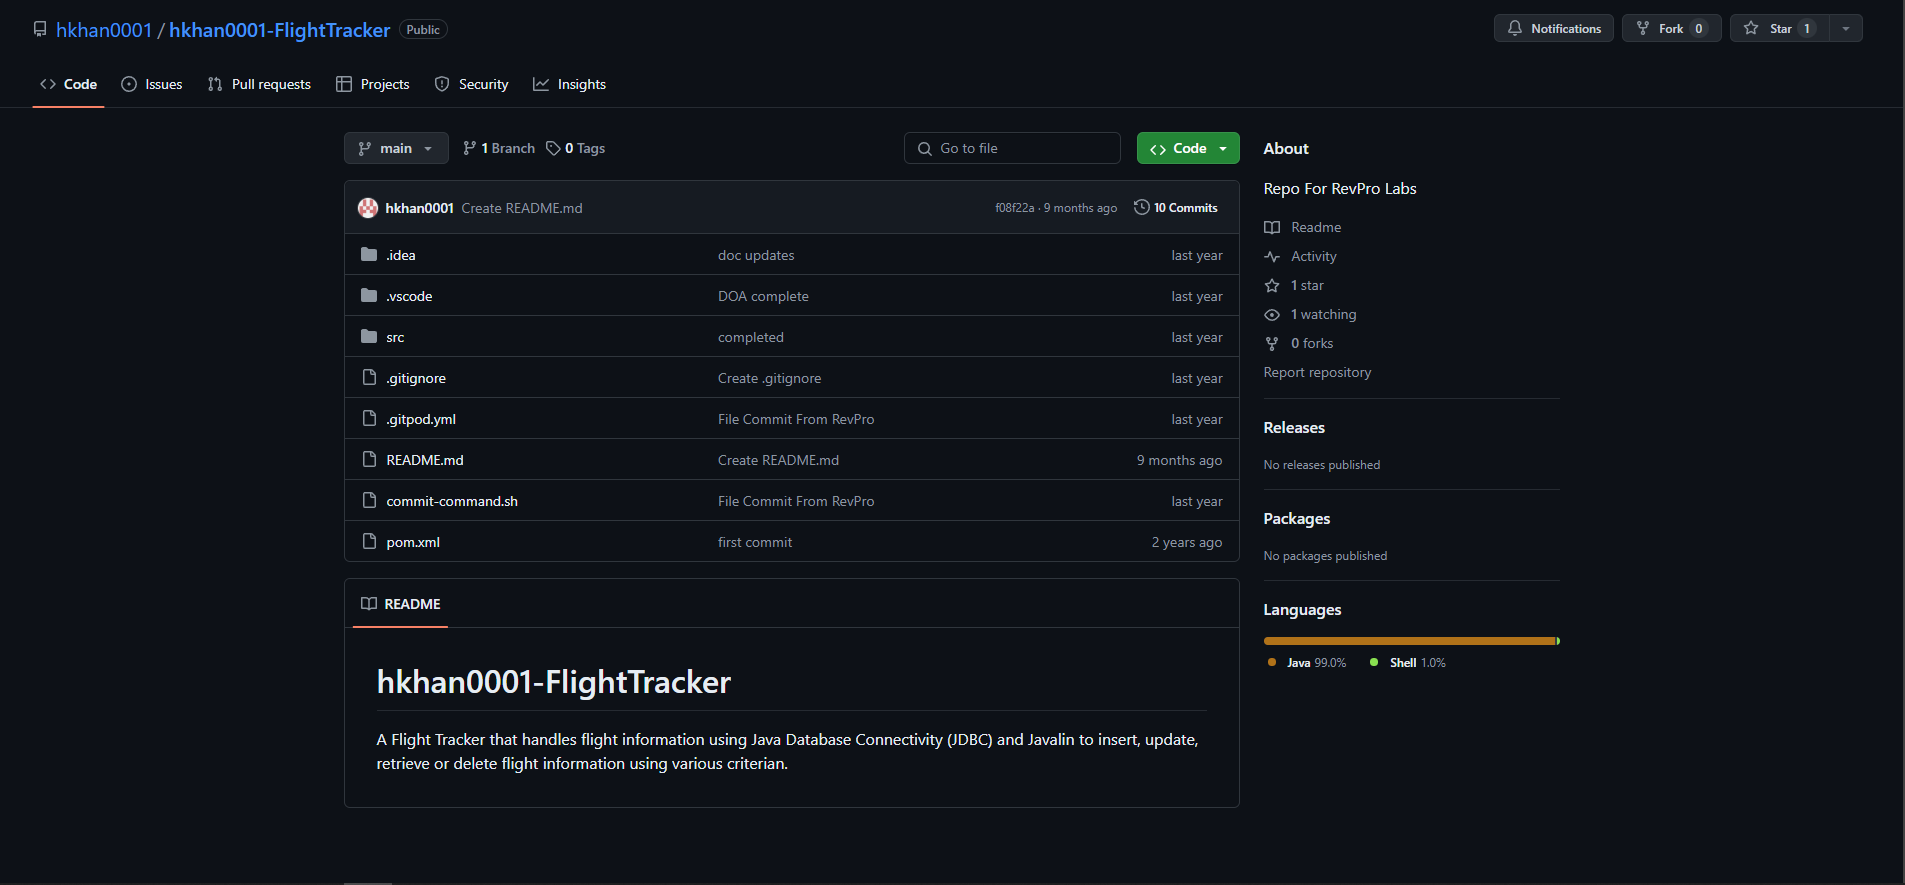 hkhan0001 / hkhan0001-FlightTracker Public
Notifications Fork 0 Star 1
Code Issues Pull requests Projects Security Insights
main 1 Branch 0 Tags Go to file Code
hkhan0001 Create README.md f08f22a · 9 months ago 10 Commits
.idea doc updates last year
.vscode DOA complete last year
src completed last year
.gitignore Create .gitignore last year
.gitpod.yml File Commit From RevPro last year
README.md Create README.md 9 months ago
commit-command.sh File Commit From RevPro last year
pom.xml first commit 2 years ago
README
hkhan0001-FlightTracker
A Flight Tracker that handles flight information using Java Database Connectivity (JDBC) and Javalin to insert, update,
retrieve or delete flight information using various criterian.
About
Repo For RevPro Labs
Readme
Activity
1 star
1 watching
0 forks
Report repository
Releases
No releases published
Packages
No packages published
Languages
Java 99.0% Shell 1.0%